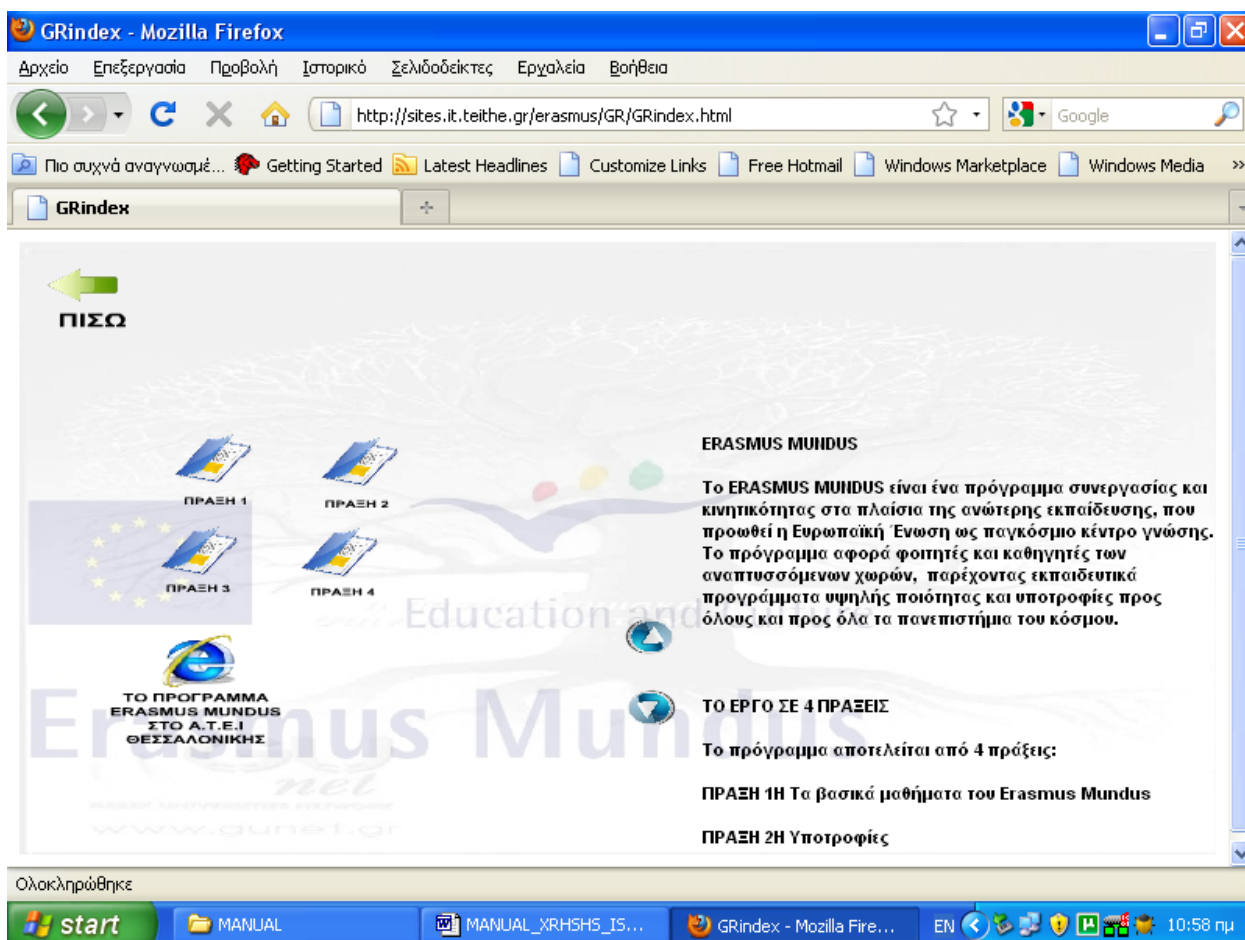 GRindex - Mozilla Firefox
Αρχείο Επεξεργασία Προβολή Ιστορικό Σελιδοδείκτες Εργαλεία Βοήθεια
http://sites.it.teithe.gr/erasmus/GR/GRindex.html
Google
Πιο συχνά αναγνωσμέ... Getting Started Latest Headlines Customize Links Free Hotmail Windows Marketplace Windows Media »
GRindex
ΠΙΣΩ
ΠΡΑΞΗ 1 ΠΡΑΞΗ 2
ΠΡΑΞΗ 3 ΠΡΑΞΗ 4
ΤΟ ΠΡΟΓΡΑΜΜΑ
ERASMUS MUNDUS
ΣΤΟ Α.Τ.Ε.Ι
ΘΕΣΣΑΛΟΝΙΚΗΣ
Education and Culture
Erasmus Mundus
net
www.gunet.gr
ERASMUS MUNDUS
Το ERASMUS MUNDUS είναι ένα πρόγραμμα συνεργασίας και
κινητικότητας στα πλαίσια της ανώτερης εκπαίδευσης, που
προωθεί η Ευρωπαϊκή Ένωση ως παγκόσμιο κέντρο γνώσης.
Το πρόγραμμα αφορά φοιτητές και καθηγητές των
αναπτυσσόμενων χωρών, παρέχοντας εκπαιδευτικά
προγράμματα υψηλής ποιότητας και υποτροφίες προς
όλους και προς όλα τα πανεπιστήμια του κόσμου.
ΤΟ ΕΡΓΟ ΣΕ 4 ΠΡΑΞΕΙΣ
Το πρόγραμμα αποτελείται από 4 πράξεις:
ΠΡΑΞΗ 1Η Τα βασικά μαθήματα του Erasmus Mundus
ΠΡΑΞΗ 2Η Υποτροφίες
Ολοκληρώθηκε
start MANUAL MANUAL_XRHSHS_IS... GRindex - Mozilla Fire... EN 10:58 πμ